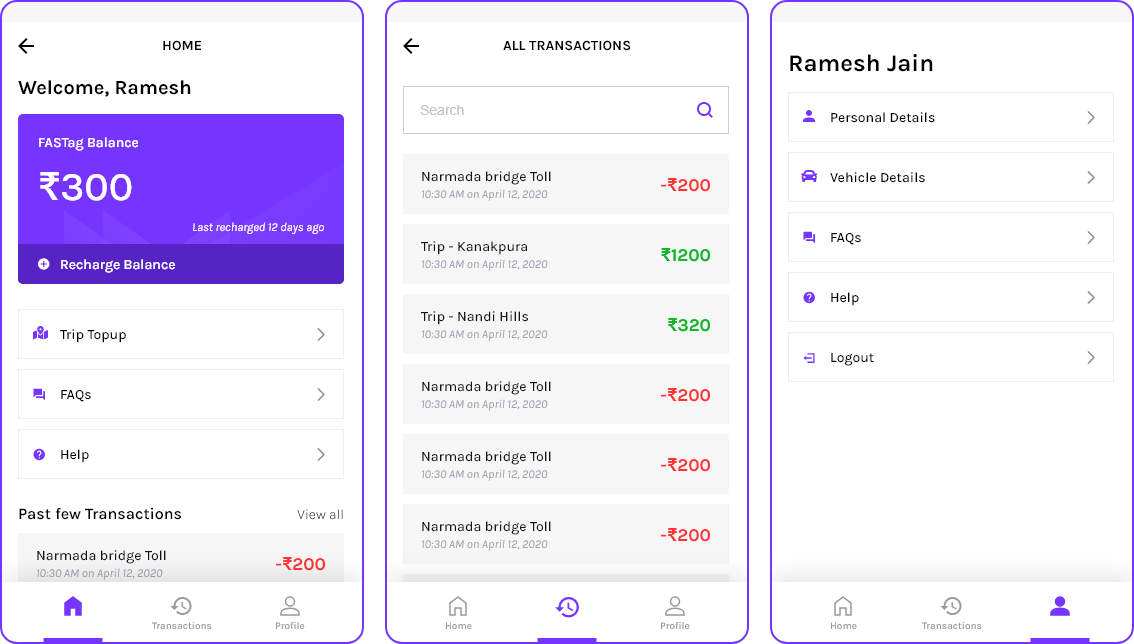 HOME
Welcome, Ramesh
FASTag Balance
₹300
Last recharged 12 days ago
Recharge Balance
Trip Topup
FAQs
Help
Past few Transactions
View all
Narmada bridge Toll
10:30 AM on April 12, 2020
-₹200
Transactions
Profile
ALL TRANSACTIONS
Search
Narmada bridge Toll
10:30 AM on April 12, 2020
-₹200
Trip - Kanakpura
10:30 AM on April 12, 2020
₹1200
Trip - Nandi Hills
10:30 AM on April 12, 2020
₹320
Narmada bridge Toll
10:30 AM on April 12, 2020
-₹200
Narmada bridge Toll
10:30 AM on April 12, 2020
-₹200
Narmada bridge Toll
10:30 AM on April 12, 2020
-₹200
Home
Profile
Ramesh Jain
Personal Details
Vehicle Details
FAQs
Help
Logout
Home
Transactions